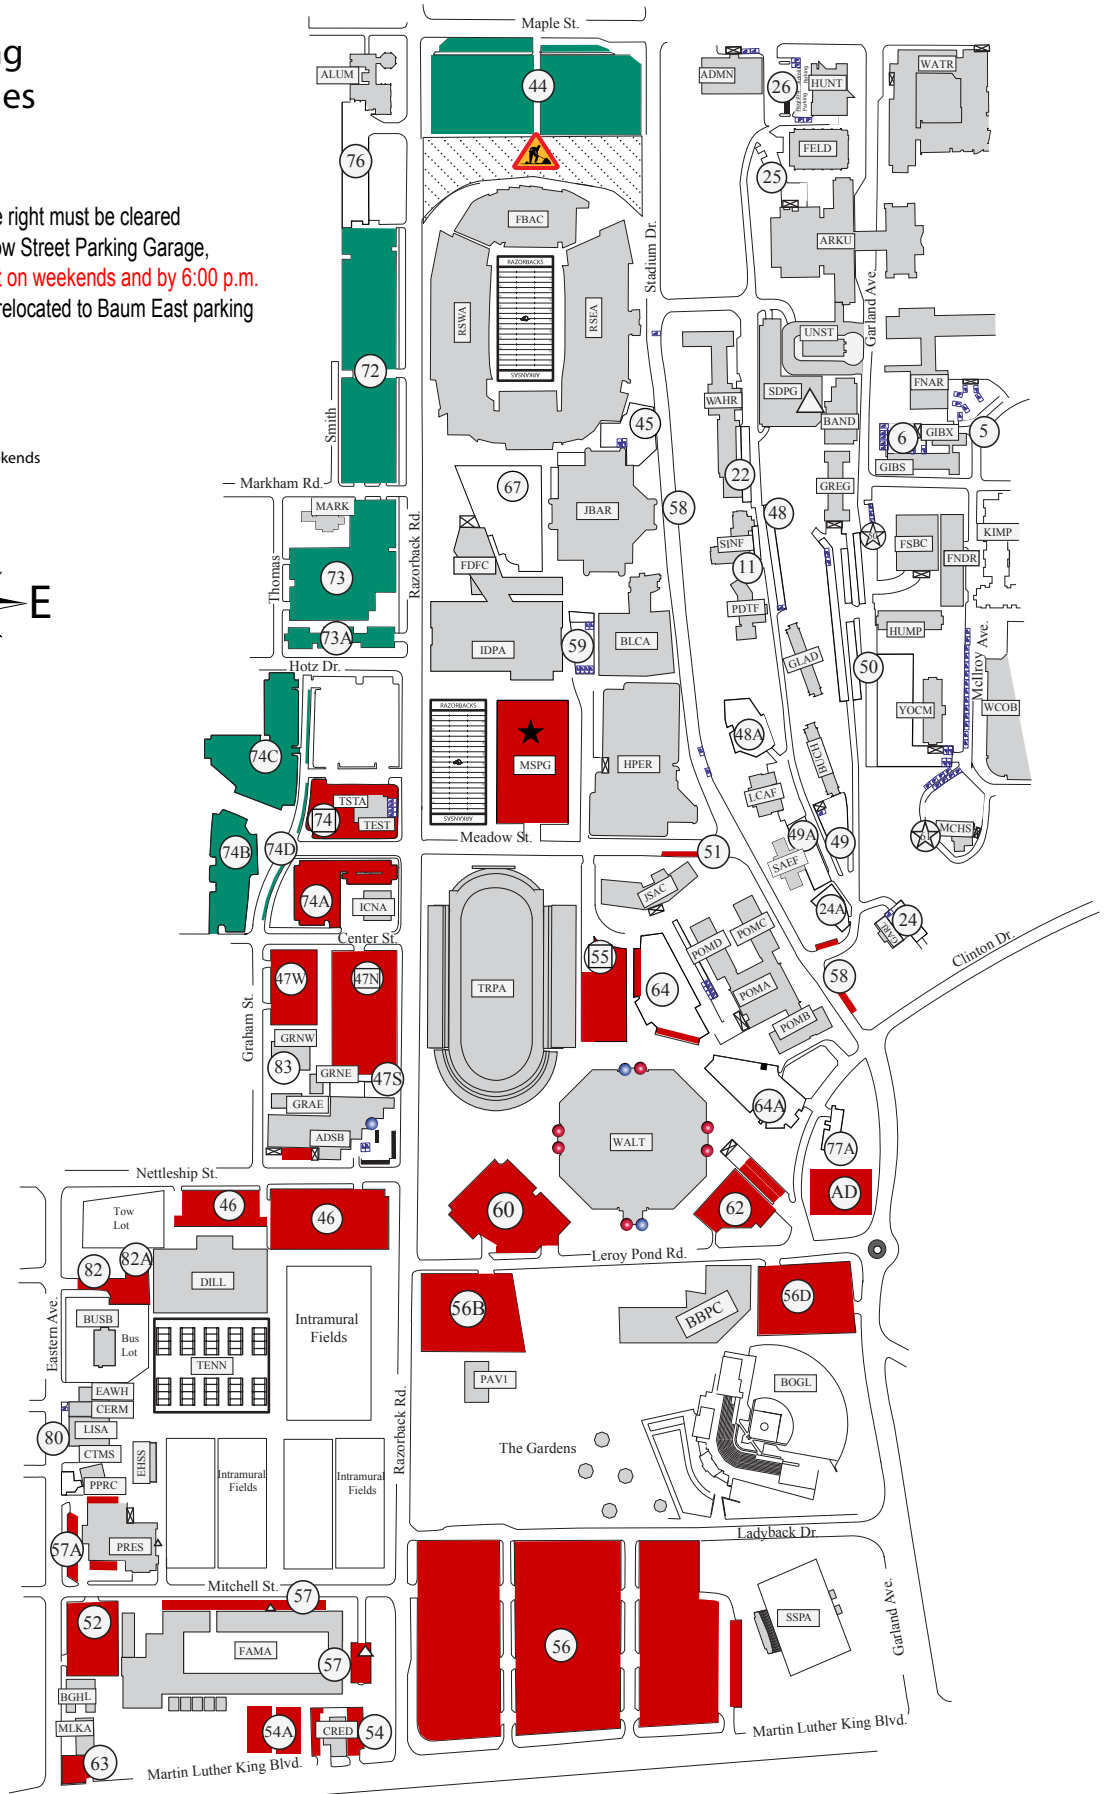 Maple St.
ng
es
ALUM
44
ADMN
26
HUNT
WATR
76
FELD
25
e right must be cleared
ow Street Parking Garage,
t on weekends and by 6:00 p.m.
relocated to Baum East parking
FBAC
ARKU
Stadium Dr.
RAZORBACKS
RSWA
RSEA
ARKANSAS
Garland Ave.
UNST
72
WAHR
SDPG
FNAR
BAND
Smith
45
6
GIBX
5
GIBS
ekends
Markham Rd.
67
22
GREG
MARK
JBAR
58
48
Razorback Rd.
FSBC
KIMP
FNDR
SINF
11
FDFC
Thomas
73
PDTF
73A
IDPA
59
BLCA
HUMP
GLAD
50
McIlroy Ave.
Hotz Dr.
YOCM
WCOB
RAZORBACKS
74C
MSPG
HPER
48A
BUCH
ARKANSAS
LCAF
TSTA
74
TEST
Meadow St.
74B
74D
51
49A
49
MCHS
SAEF
JSAC
74A
ICNA
24A
24
GARL
Center St.
POMD
POMC
Clinton Dr.
47W
47N
55
64
TRPA
POMA
58
POMB
Graham St.
GRNW
83
GRNE
47S
GRAE
64A
ADSB
WALT
77A
Nettleship St.
AD
Tow
Lot
46
46
60
62
82A
82
Leroy Pond Rd.
DILL
56B
BBPC
56D
Eastern Ave.
BUSB
Bus
Lot
Intramural
Fields
TENN
PAV1
BOGL
EAWH
CERM
LISA
80
CTMS
EHSS
Razorback Rd.
The Gardens
PPRC
Intramural
Fields
Intramural
Fields
57A
PRES
Ladyback Dr.
Mitchell St.
57
52
SSPA
Garland Ave.
FAMA
57
56
BGHL
MLKA
54A
CRED
54
63
Martin Luther King Blvd.
Martin Luther King Blvd.